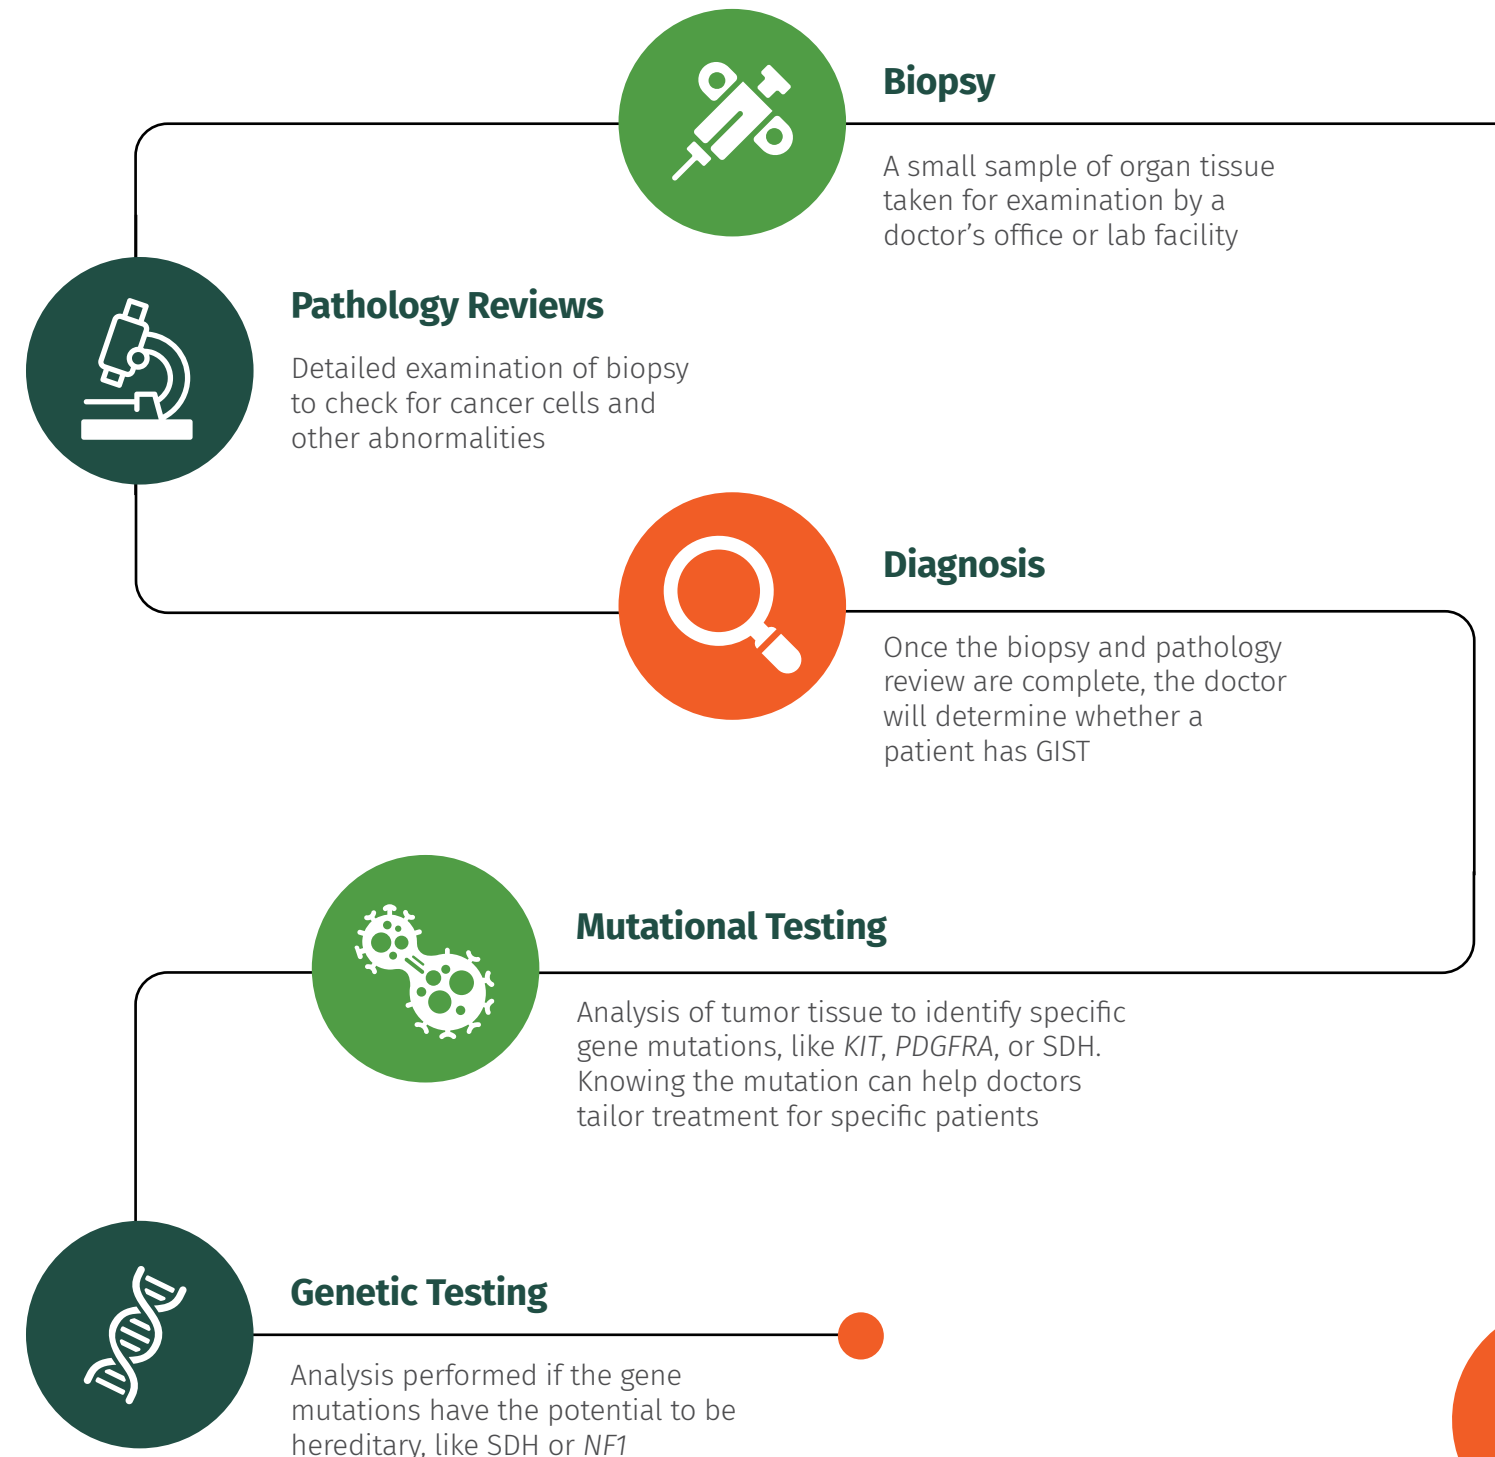 Biopsy
A small sample of organ tissue
taken for examination by a
doctor’s office or lab facility
Pathology Reviews
Detailed examination of biopsy
to check for cancer cells and
other abnormalities
Diagnosis
Once the biopsy and pathology
review are complete, the doctor
will determine whether a
patient has GIST
Mutational Testing
Analysis of tumor tissue to identify specific
gene mutations, like KIT, PDGFRA, or SDH.
Knowing the mutation can help doctors
tailor treatment for specific patients
Genetic Testing
Analysis performed if the gene
mutations have the potential to be
hereditary, like SDH or NF1